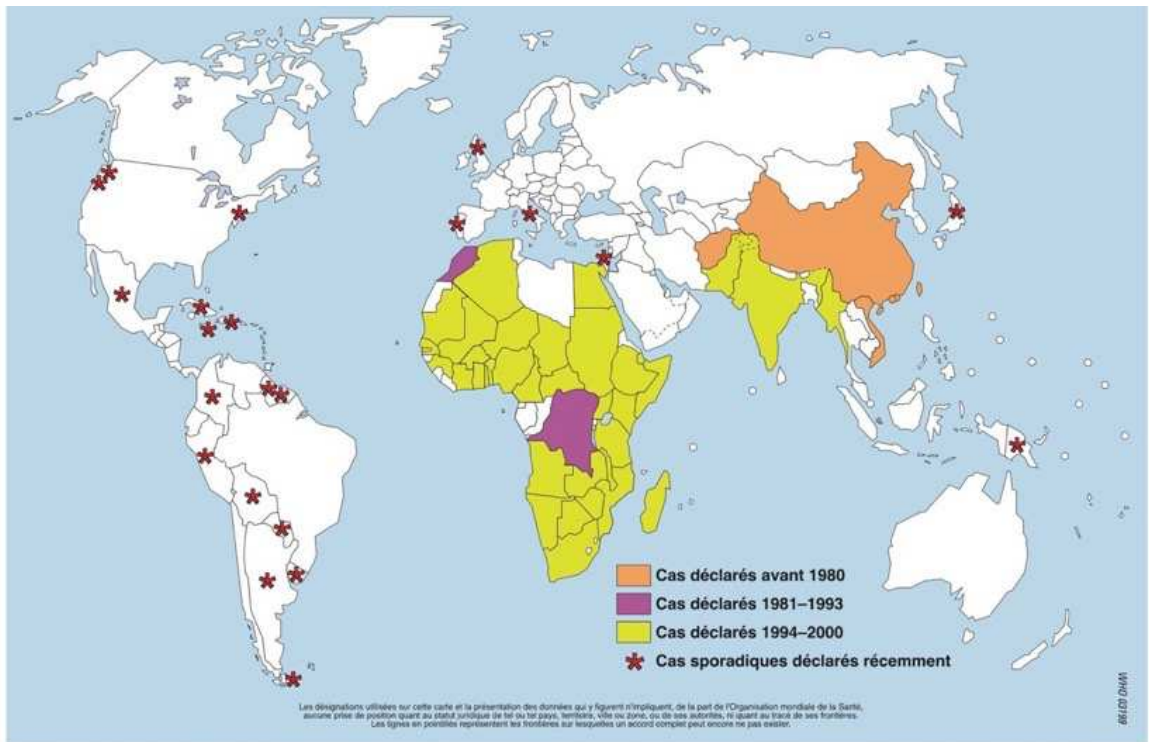 Cas déclarés avant 1980
Cas déclarés 1981–1993
Cas déclarés 1994–2000
Cas sporadiques déclarés récemment
Les désignations utilisées sur cette carte et la présentation des données qui y figurent n'impliquent, de la part de l'Organisation mondiale de la Santé,
aucune prise de position quant au statut juridique de tel ou tel pays, territoire, ville ou zone, ou de ses autorités, ni quant au tracé de ses frontières.
Les lignes en pointillés représentent les frontières sur lesquelles un accord complet peut encore ne pas exister.
WHO 03199